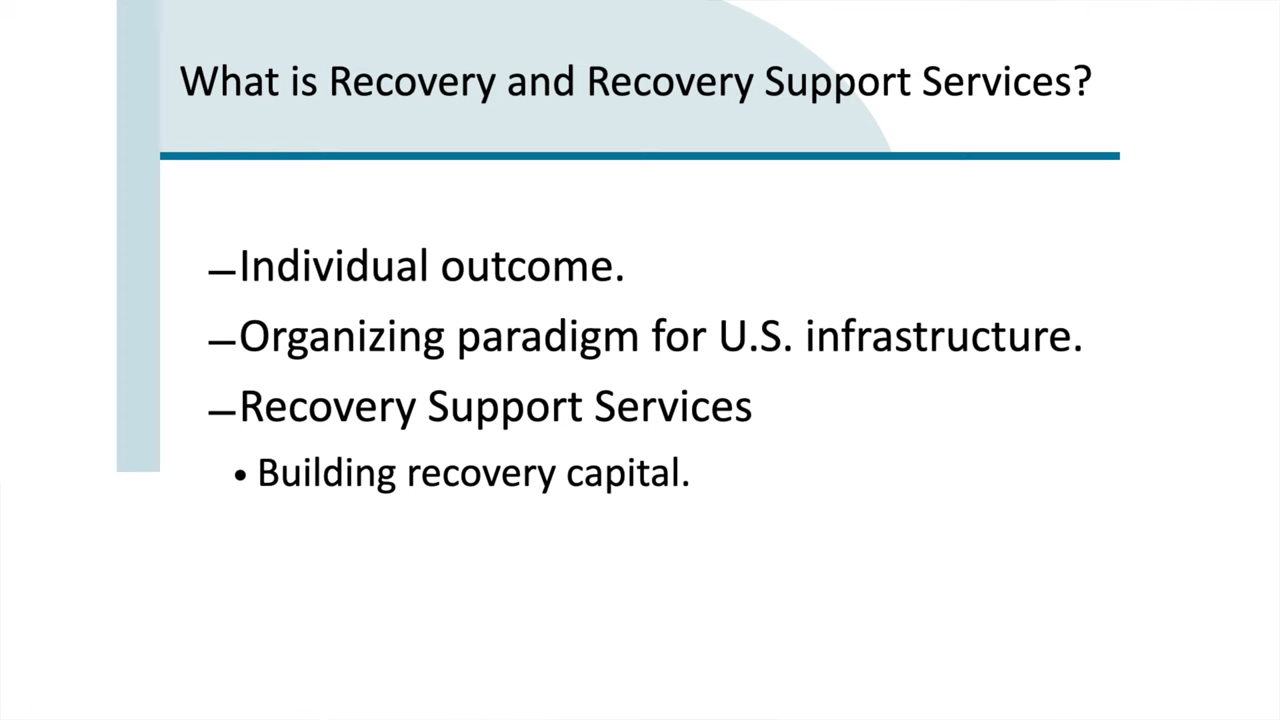 What is Recovery and Recovery Support Services?
–Individual outcome.
–Organizing paradigm for U.S. infrastructure.
–Recovery Support Services
• Building recovery capital.